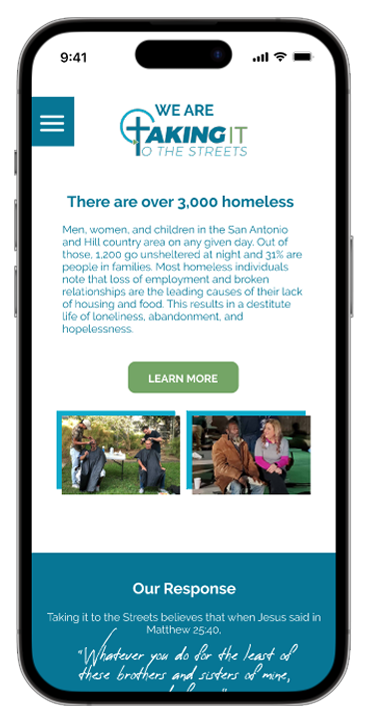 9:41
WE ARE
TAKING IT
TO THE STREETS
There are over 3,000 homeless
Men, women, and children in the San Antonio
and Hill country area on any given day. Out of
those, 1,200 go unsheltered at night and 31% are
people in families. Most homeless individuals
note that loss of employment and broken
relationships are the leading causes of their lack
of housing and food. This results in a destitute
life of loneliness, abandonment, and
hopelessness.
LEARN MORE
Our Response
Taking it to the Streets believes that when Jesus said in
Matthew 25:40,
"Whatever you do for the least of
these brothers and sisters of mine,